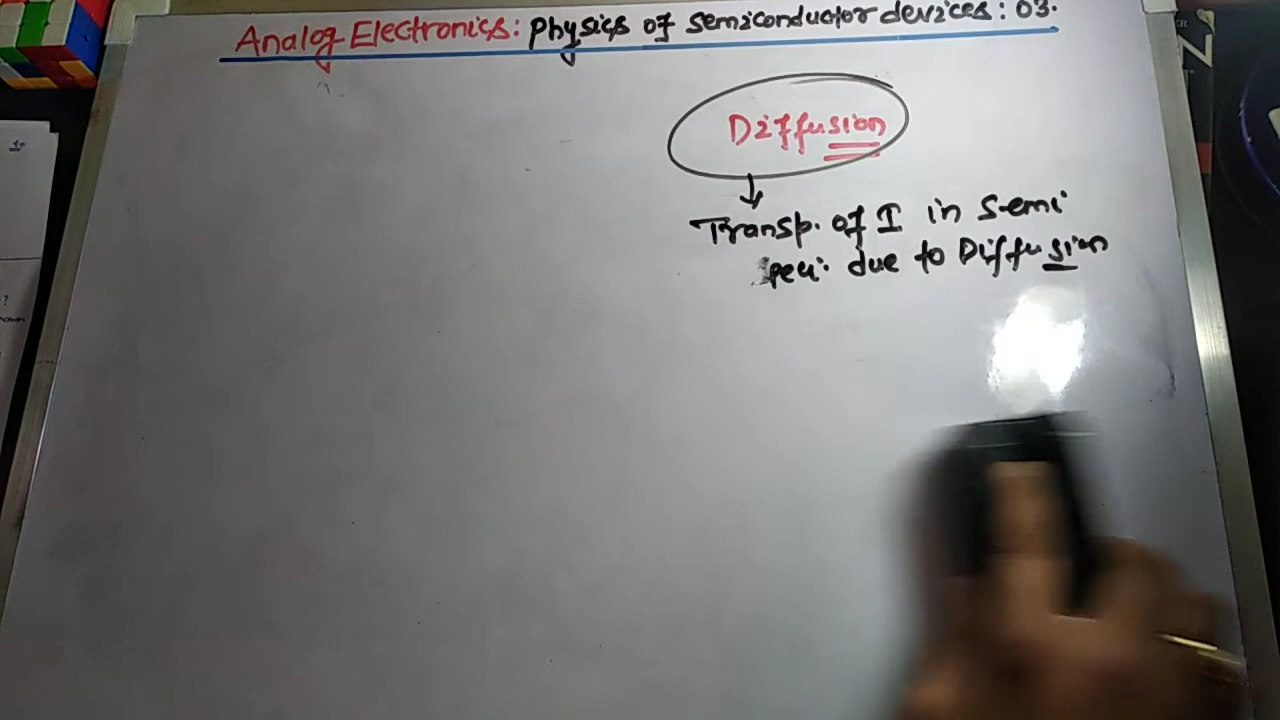 Analog Electronics: Physics of semiconductor devices: 03.
Diffusion
Transp. of I in semi
due to Diffusion